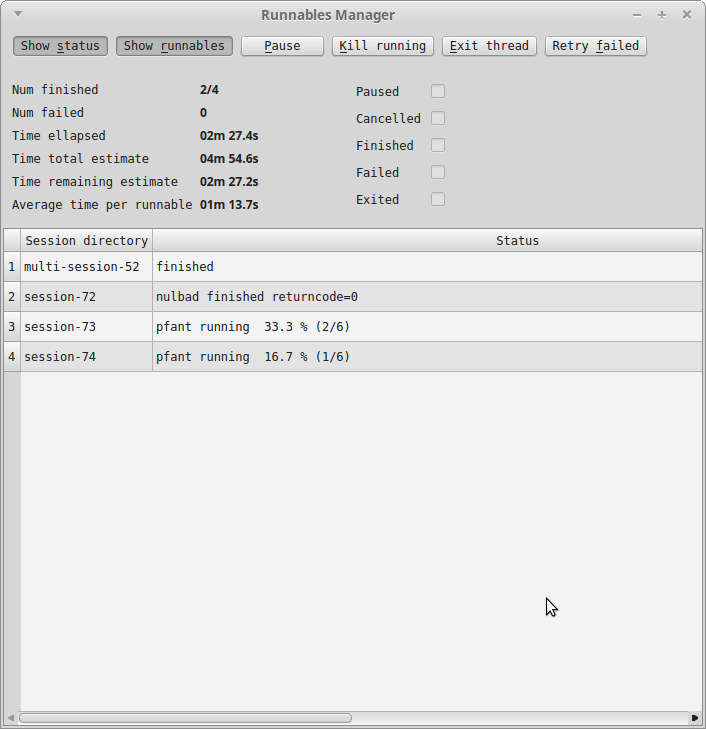 Runnables Manager
Show status Show runnables Pause Kill running Exit thread Retry failed
Num finished 2/4
Num failed 0
Time ellapsed 02m 27.4s
Time total estimate 04m 54.6s
Time remaining estimate 02m 27.2s
Average time per runnable 01m 13.7s
Paused
Cancelled
Finished
Failed
Exited
Session directory Status
1 multi-session-52 finished
2 session-72 nulbad finished returncode=0
3 session-73 pfant running 33.3 % (2/6)
4 session-74 pfant running 16.7 % (1/6)